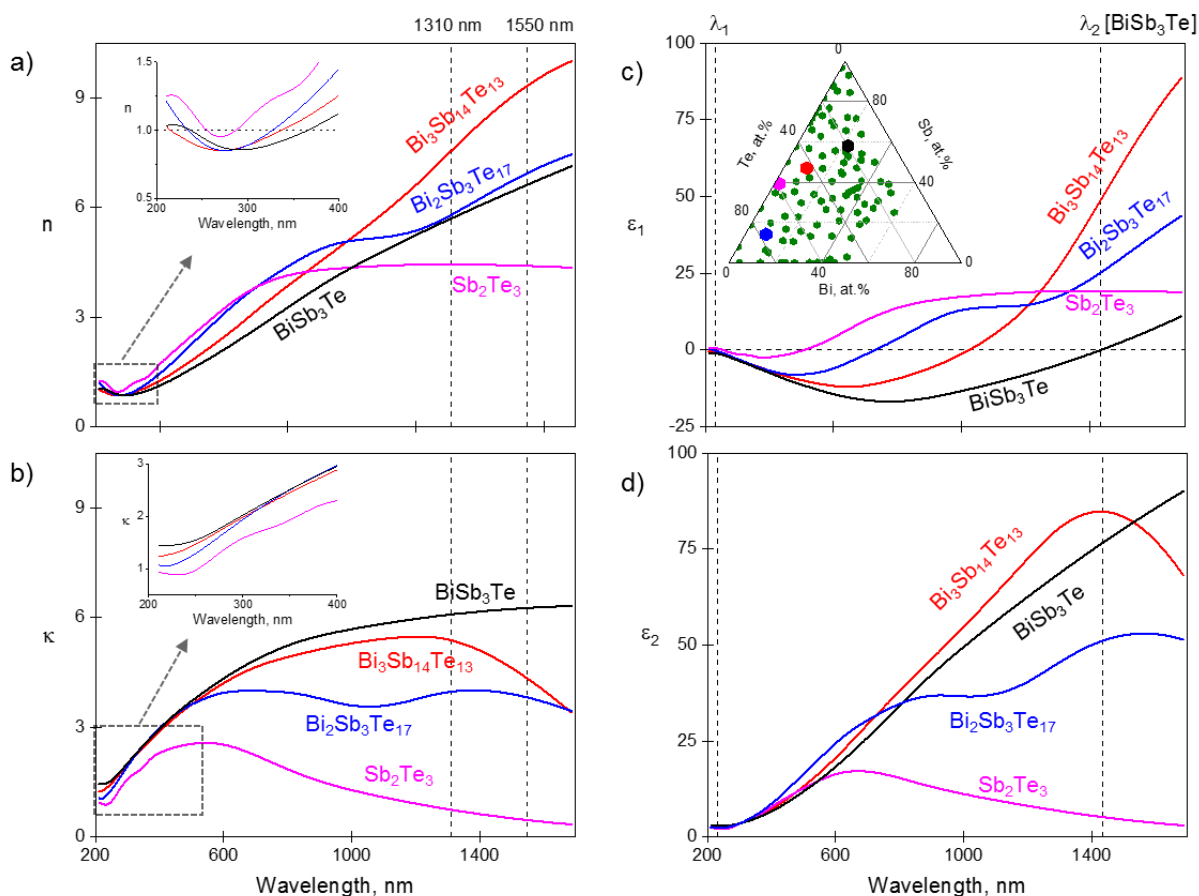 1310 nm 1550 nm
a)
n
9
6
3
0
Bi₃Sb₁₄Te₁₃
Bi₂Sb₃Te₁₇
Sb₂Te₃
BiSb₃Te
n
1.5
1.0
0.5
200 300 400
Wavelength, nm
λ₁ λ₂ [BiSb₃Te]
c)
ε₁
100
75
50
25
0
-25
Bi₃Sb₁₄Te₁₃
Bi₂Sb₃Te₁₇
Sb₂Te₃
BiSb₃Te
0
Te, at.%
40
80
Sb, at.%
80
40
0
0 40 80
Bi, at.%
b)
κ
9
6
3
0
BiSb₃Te
Bi₃Sb₁₄Te₁₃
Bi₂Sb₃Te₁₇
Sb₂Te₃
κ
3
2
1
200 300 400
Wavelength, nm
200 600 1000 1400
Wavelength, nm
d)
ε₂
100
75
50
25
0
Bi₃Sb₁₄Te₁₃
BiSb₃Te
Bi₂Sb₃Te₁₇
Sb₂Te₃
200 600 1000 1400
Wavelength, nm